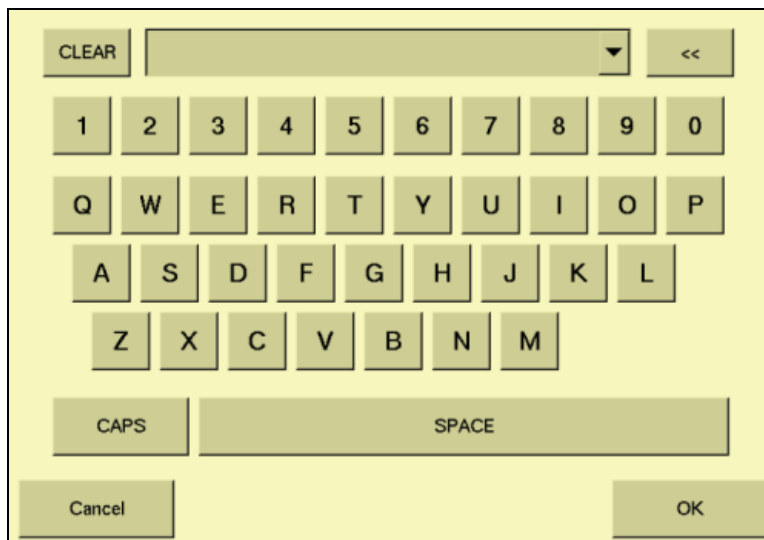 CLEAR <<
1 2 3 4 5 6 7 8 9 0
Q W E R T Y U I O P
A S D F G H J K L
Z X C V B N M
CAPS SPACE
Cancel OK